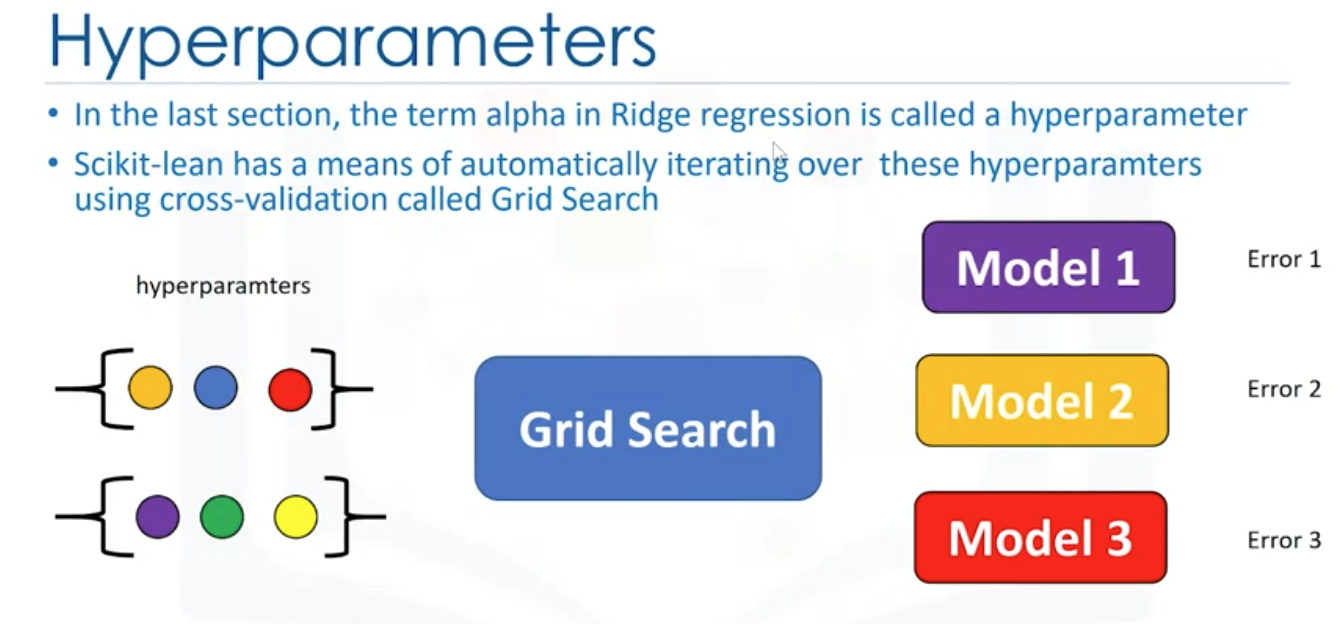 Hyperparameters
• In the last section, the term alpha in Ridge regression is called a hyperparameter
• Scikit-lean has a means of automatically iterating over these hyperparamters
using cross-validation called Grid Search
hyperparamters
Grid Search
Model 1
Error 1
Model 2
Error 2
Model 3
Error 3